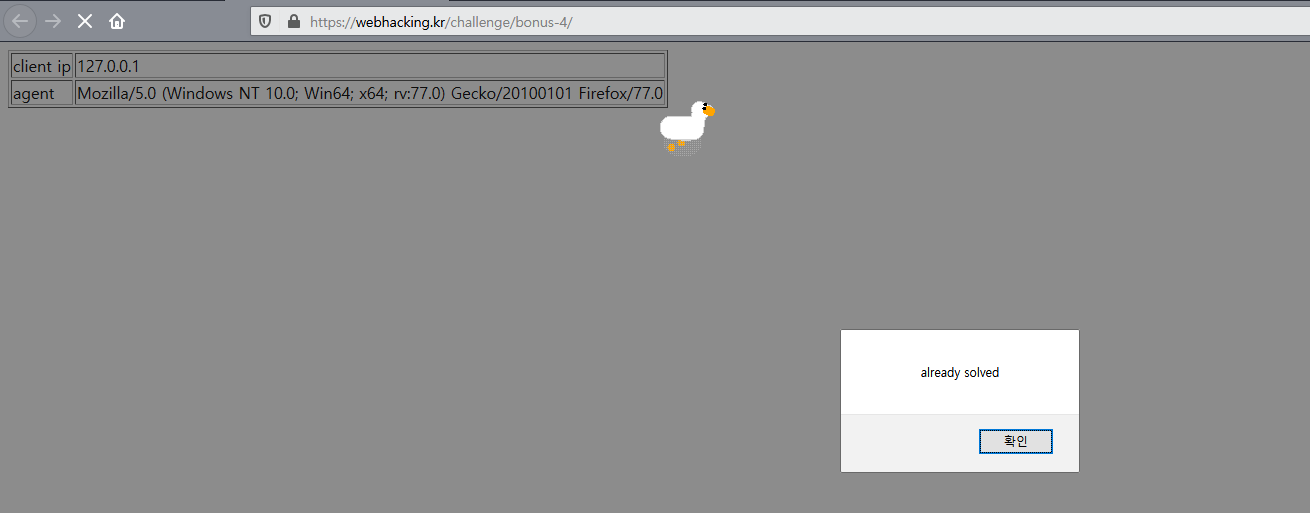 https://webhacking.kr/challenge/bonus-4/
client ip 127.0.0.1
agent Mozilla/5.0 (Windows NT 10.0; Win64; x64; rv:77.0) Gecko/20100101 Firefox/77.0
already solved
확인